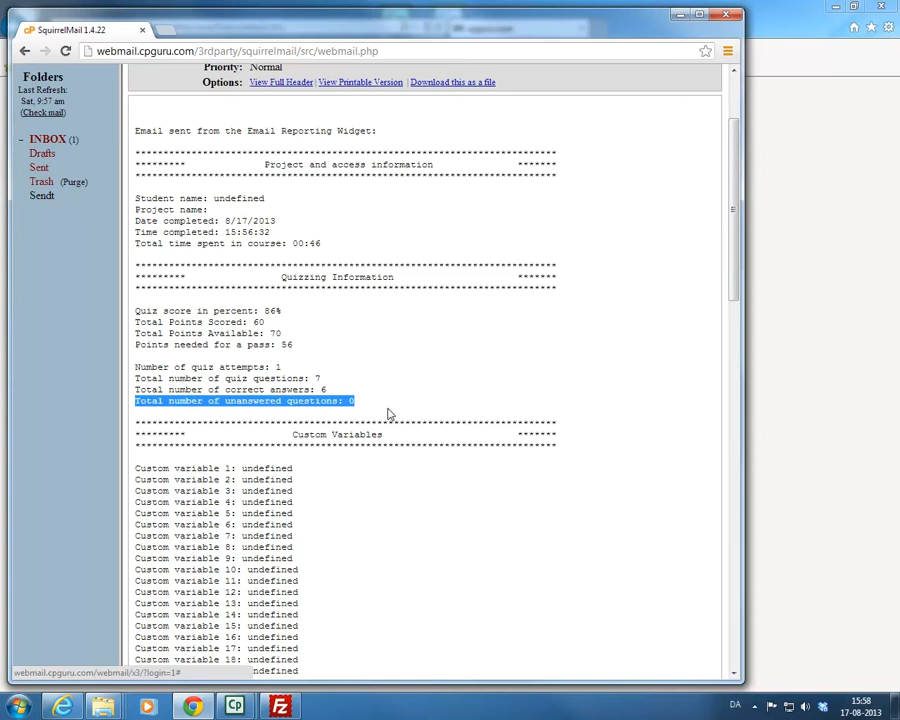 SquirrelMail 1.4.22
webmail.cpguru.com/3rdparty/squirrelmail/src/webmail.php
Folders
Last Refresh:
Sat, 9:57 am
(Check mail)
- INBOX (1)
Drafts
Sent
Trash (Purge)
Sendt
Priority: Normal
Options: View Full Header | View Printable Version | Download this as a file
Email sent from the Email Reporting Widget:
********* Project and access information *******
Student name: undefined
Project name:
Date completed: 8/17/2013
Time completed: 15:56:32
Total time spent in course: 00:46
********* Quizzing Information *******
Quiz score in percent: 86%
Total Points Scored: 60
Total Points Available: 70
Points needed for a pass: 56
Number of quiz attempts: 1
Total number of quiz questions: 7
Total number of correct answers: 6
Total number of unanswered questions: 0
********* Custom Variables *******
Custom variable 1: undefined
Custom variable 2: undefined
Custom variable 3: undefined
Custom variable 4: undefined
Custom variable 5: undefined
Custom variable 6: undefined
Custom variable 7: undefined
Custom variable 8: undefined
Custom variable 9: undefined
Custom variable 10: undefined
Custom variable 11: undefined
Custom variable 12: undefined
Custom variable 13: undefined
Custom variable 14: undefined
Custom variable 15: undefined
Custom variable 16: undefined
Custom variable 17: undefined
Custom variable 18: undefined
undefined
webmail.cpguru.com/webmail/x3/?login=1#
Cp
FZ
DA
15:58
17-08-2013